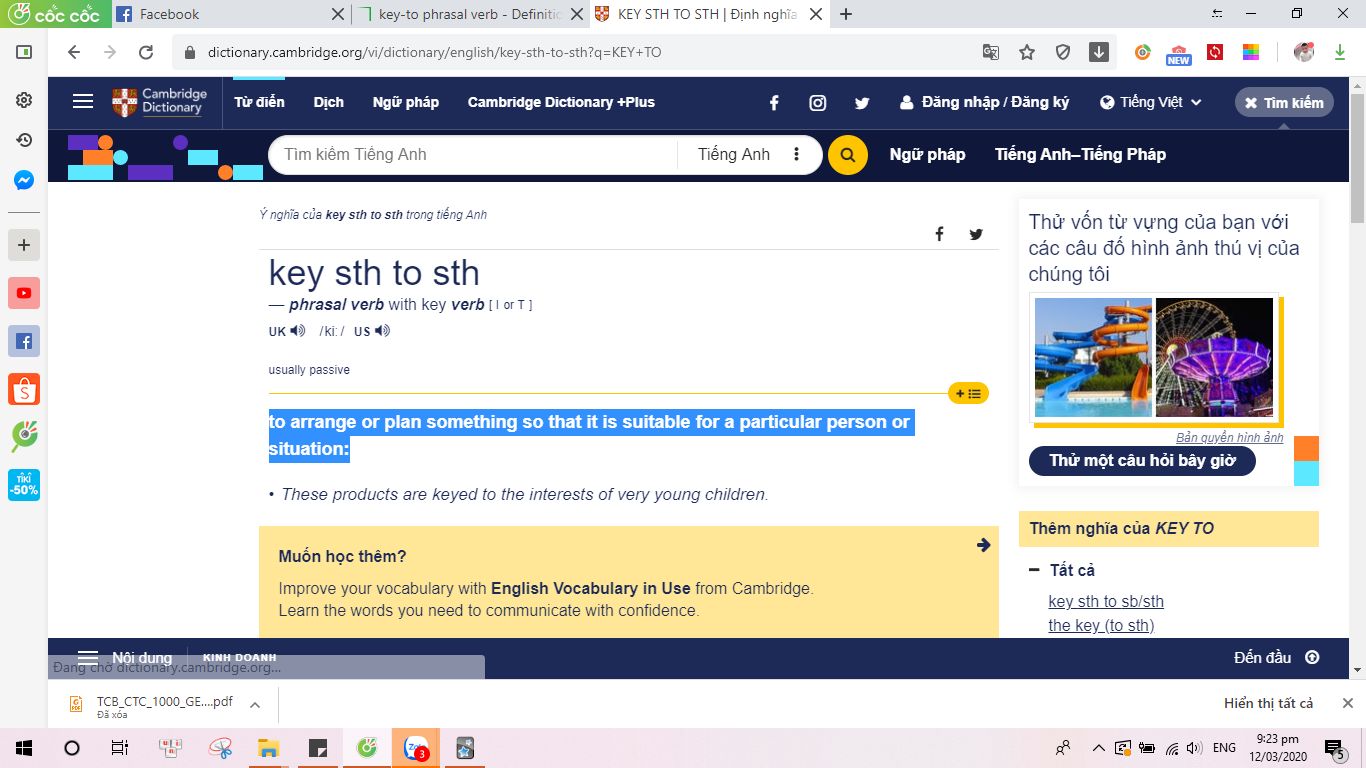 cốc cốc
Facebook
key-to phrasal verb - Definitio
KEY STH TO STH | Định nghĩa
dictionary.cambridge.org/vi/dictionary/english/key-sth-to-sth?q=KEY+TO
NEW
Cambridge
Dictionary
Từ điển
Dịch
Ngữ pháp
Cambridge Dictionary +Plus
Đăng nhập / Đăng ký
Tiếng Việt
Tìm kiếm
Tìm kiếm Tiếng Anh
Tiếng Anh
Ngữ pháp
Tiếng Anh–Tiếng Pháp
Ý nghĩa của key sth to sth trong tiếng Anh
key sth to sth
— phrasal verb with key verb [ I or T ]
UK /kiː/ US
usually passive
to arrange or plan something so that it is suitable for a particular person or
situation:
• These products are keyed to the interests of very young children.
Muốn học thêm?
Improve your vocabulary with English Vocabulary in Use from Cambridge.
Learn the words you need to communicate with confidence.
Thử vốn từ vựng của bạn với
các câu đố hình ảnh thú vị của
chúng tôi
Bản quyền hình ảnh
Thử một câu hỏi bây giờ
Thêm nghĩa của KEY TO
Tất cả
key sth to sb/sth
the key (to sth)
TIKI
-50%
Nội dung
KINH DOANH
Đến đầu
Đang chờ dictionary.cambridge.org...
TCB_CTC_1000_GE....pdf
Đã xóa
Hiển thị tất cả
Zalo
3
ENG
9:23 pm
12/03/2020
5